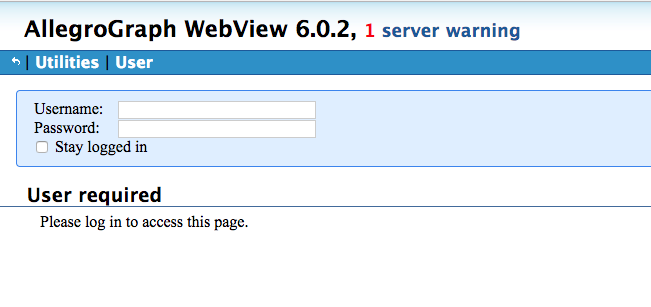 AllegroGraph WebView 6.0.2, 1 server warning
| Utilities | User
Username:
Password:
Stay logged in
User required
Please log in to access this page.